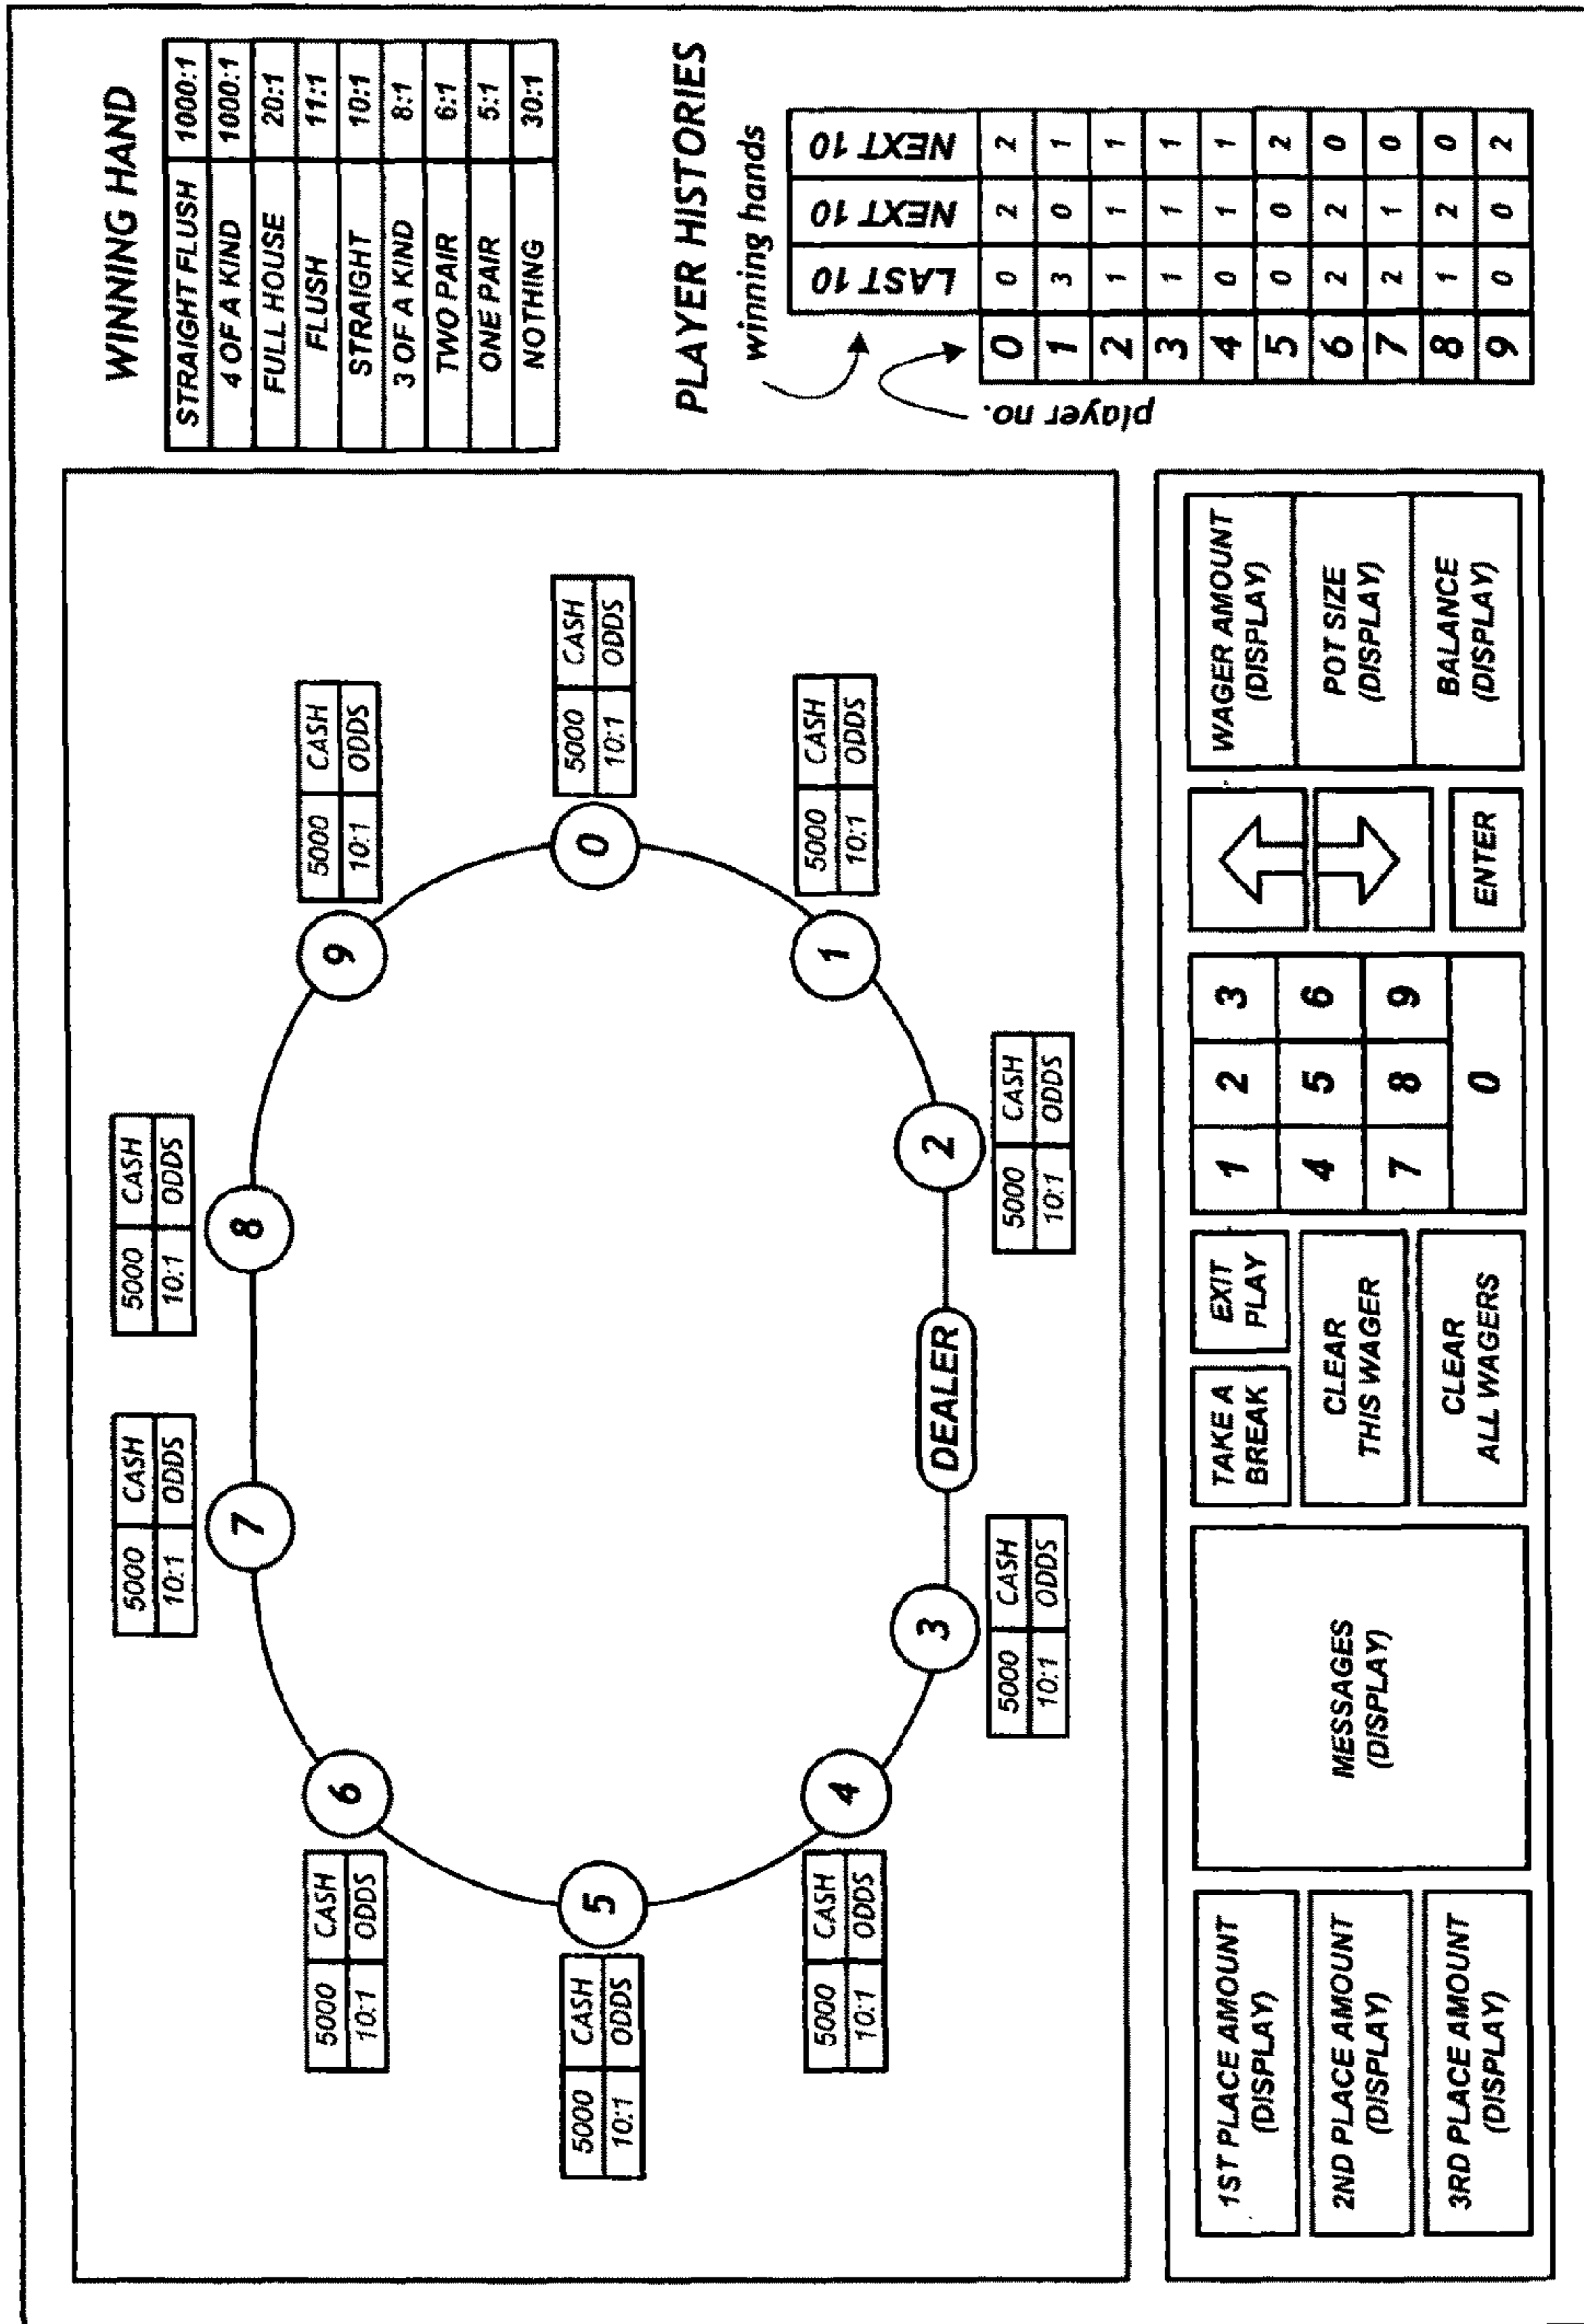 5000 CASH
10:1 ODDS
7
5000 CASH
10:1 ODDS
8
5000 CASH
10:1 ODDS
6
5000 CASH
10:1 ODDS
9
5000 CASH
10:1 ODDS
5
5000 CASH
10:1 ODDS
0
5000 CASH
10:1 ODDS
4
5000 CASH
10:1 ODDS
1
3
DEALER
2
5000 CASH
10:1 ODDS
5000 CASH
10:1 ODDS
WINNING HAND
STRAIGHT FLUSH 1000:1
4 OF A KIND 1000:1
FULL HOUSE 20:1
FLUSH 11:1
STRAIGHT 10:1
3 OF A KIND 8:1
TWO PAIR 6:1
ONE PAIR 5:1
NOTHING 30:1
PLAYER HISTORIES
winning hands
player no.
LAST 10 NEXT 10 NEXT 10
0 0 2 2
1 3 0 1
2 1 1 1
3 1 1 1
4 0 1 1
5 0 0 2
6 2 2 0
7 2 1 0
8 1 2 0
9 0 0 2
1ST PLACE AMOUNT
(DISPLAY)
2ND PLACE AMOUNT
(DISPLAY)
3RD PLACE AMOUNT
(DISPLAY)
MESSAGES
(DISPLAY)
TAKE A
BREAK
EXIT
PLAY
CLEAR
THIS WAGER
CLEAR
ALL WAGERS
1 2 3
4 5 6
7 8 9
0
ENTER
WAGER AMOUNT
(DISPLAY)
POT SIZE
(DISPLAY)
BALANCE
(DISPLAY)